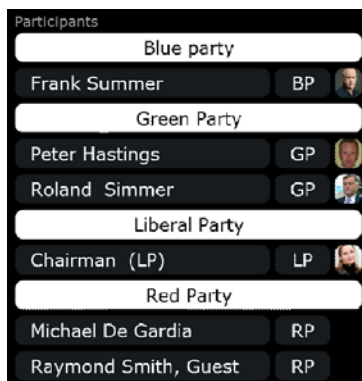 Participants
Blue party
Frank Summer BP
Green Party
Peter Hastings GP
Roland Simmer GP
Liberal Party
Chairman (LP) LP
Red Party
Michael De Gardia RP
Raymond Smith, Guest RP